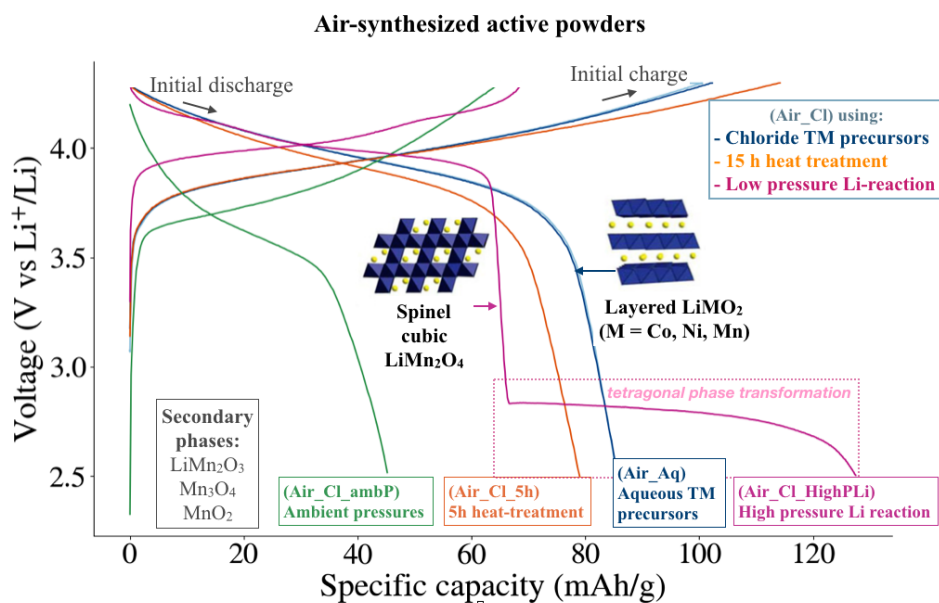 Air-synthesized active powders
Initial discharge
Initial charge
(Air_Cl) using:
- Chloride TM precursors
- 15 h heat treatment
- Low pressure Li-reaction
Voltage (V vs Li⁺/Li)
4.0
3.5
3.0
2.5
Spinel
cubic
LiMn₂O₄
Layered LiMO₂
(M = Co, Ni, Mn)
tetragonal phase transformation
Secondary
phases:
LiMn₂O₃
Mn₃O₄
MnO₂
(Air_Cl_ambP)
Ambient pressures
(Air_Cl_5h)
5h heat-treatment
(Air_Aq)
Aqueous TM
precursors
(Air_Cl_HighPLi)
High pressure Li reaction
0 20 40 60 80 100 120
Specific capacity (mAh/g)